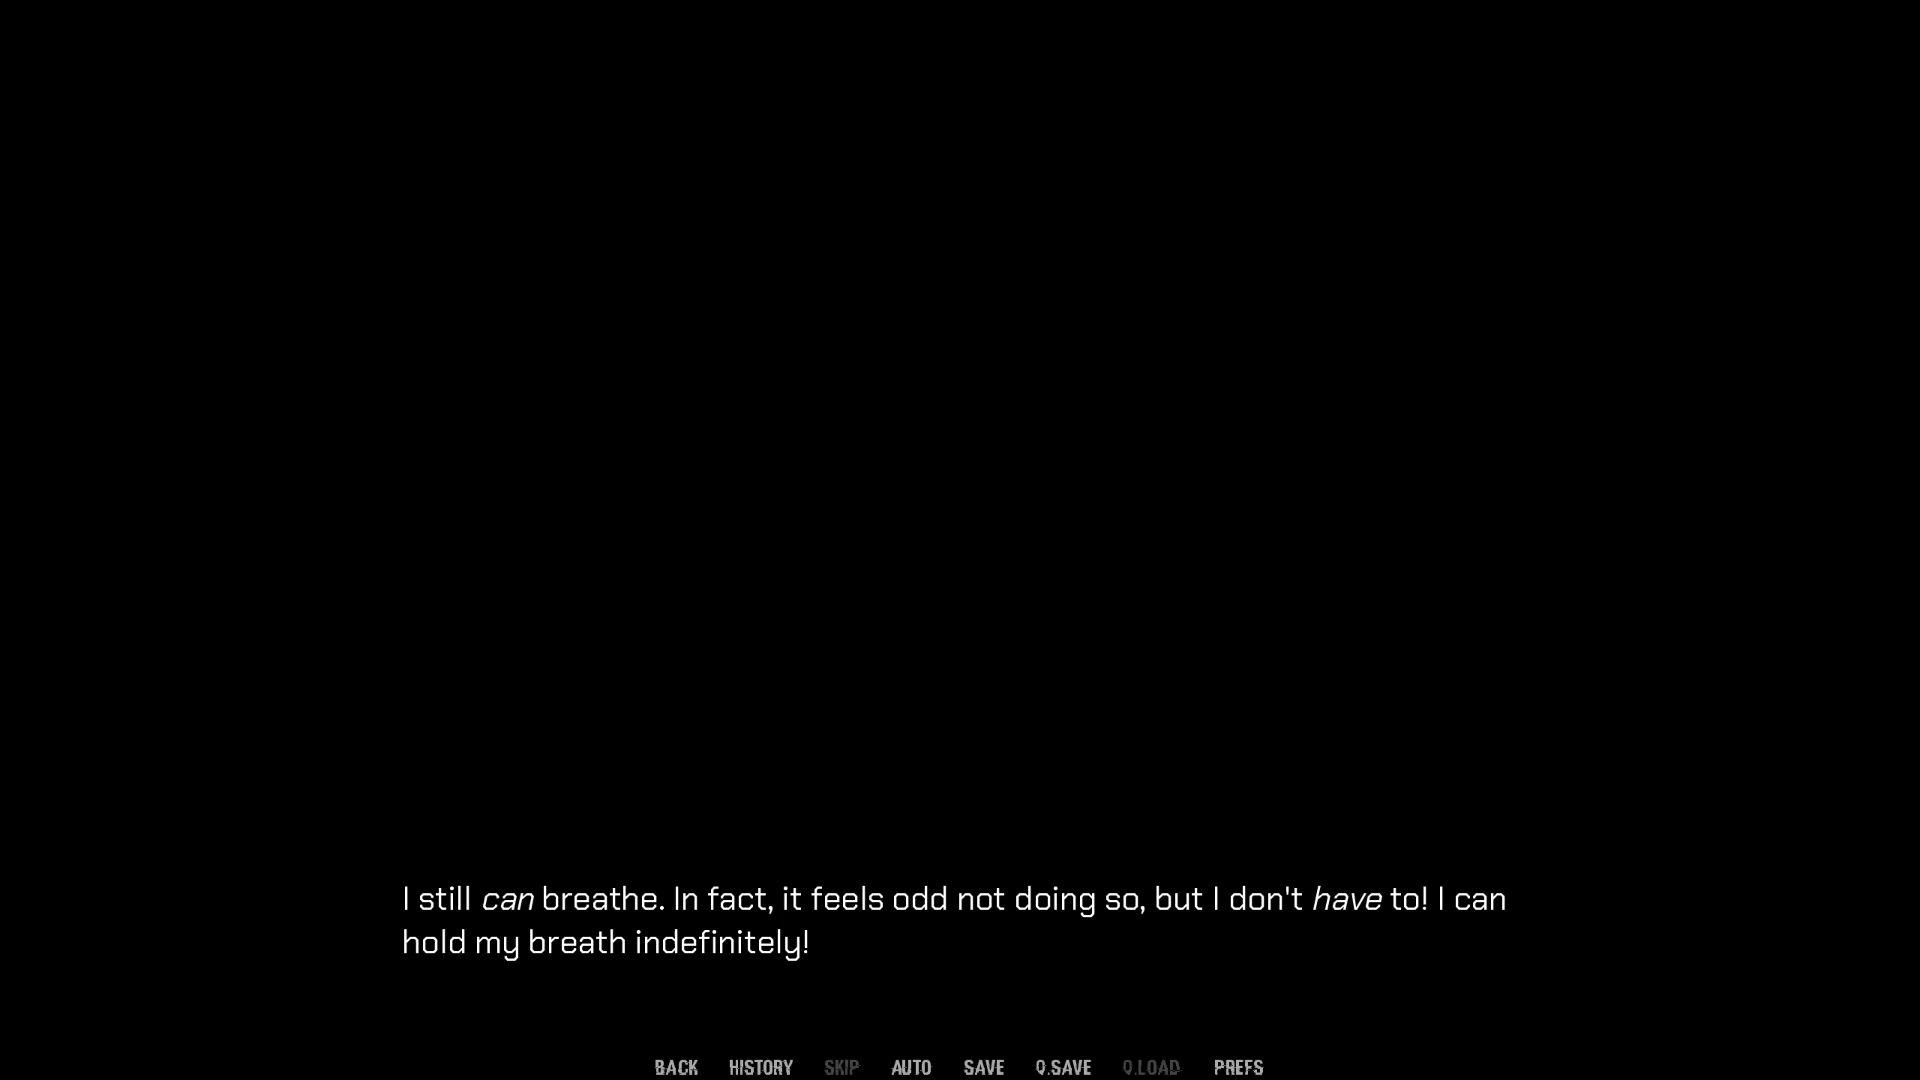 I still can breathe. In fact, it feels odd not doing so, but I don't have to! I can
hold my breath indefinitely!
BACK HISTORY SKIP AUTO SAVE Q.SAVE Q.LOAD PREFS